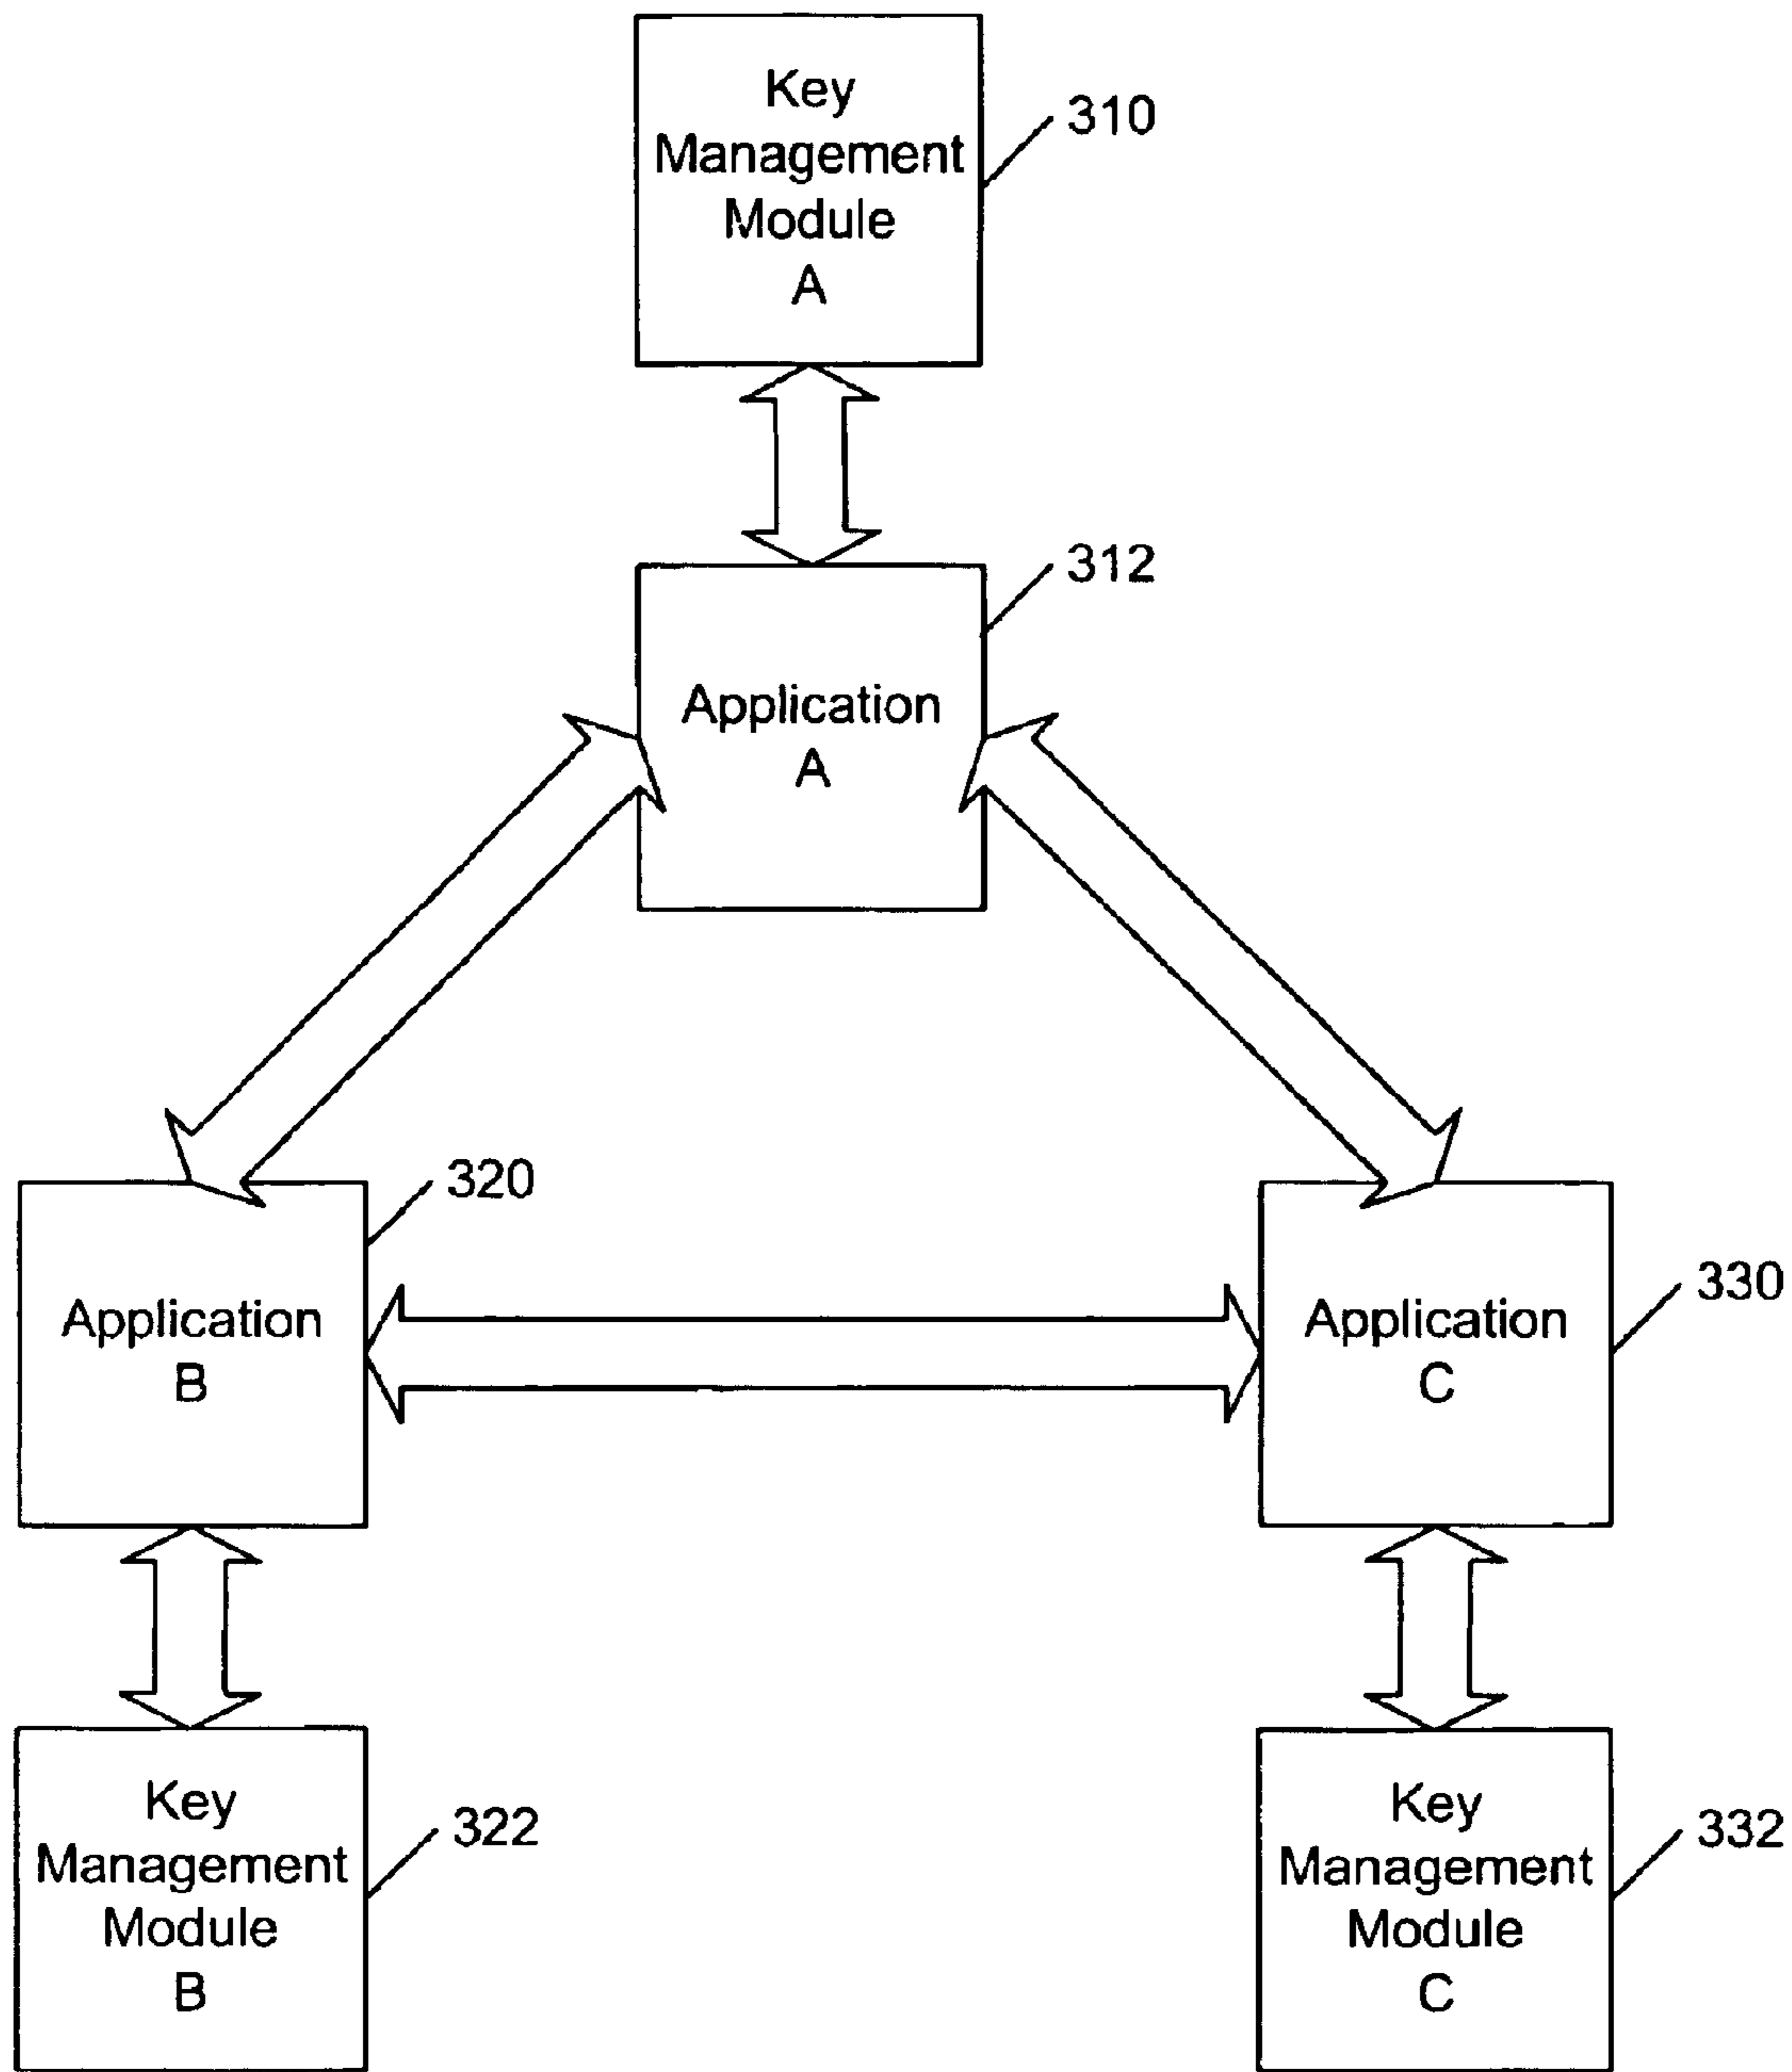 Key
Management
Module
A
310
312
Application
A
320
Application
B
330
Application
C
Key
Management
Module
B
322
Key
Management
Module
C
332